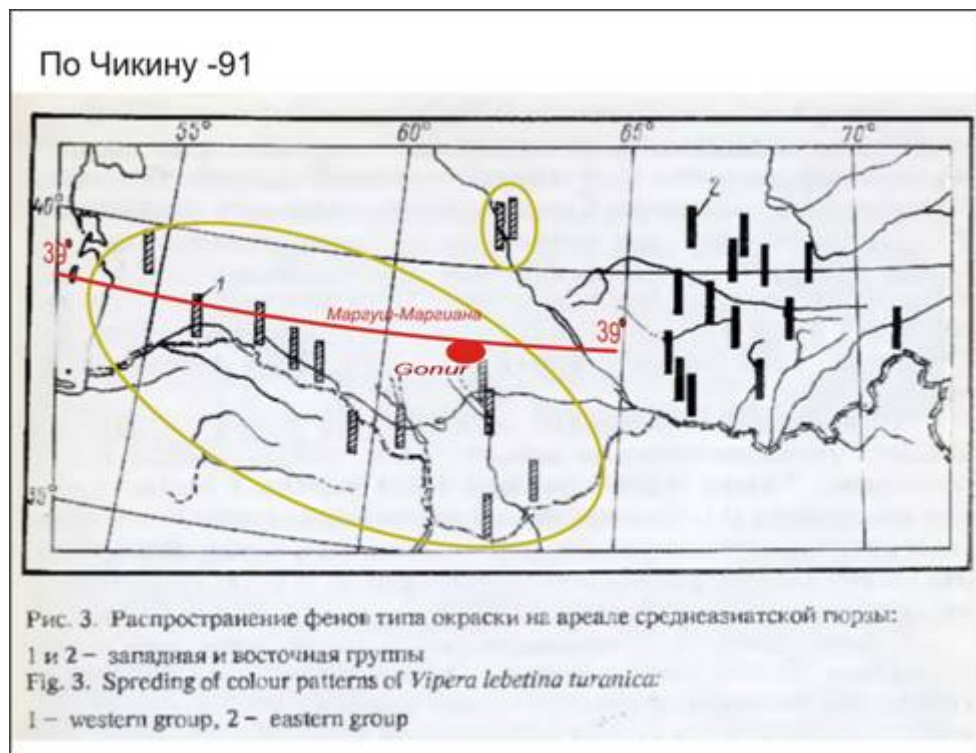 По Чикину -91
55° 60° 65° 70°
40°
39°
1
2
Маргуш-Маргиана
39°
Gonur
35°
Рис. 3. Распространение фенов типа окраски на ареале среднеазиатской гюрзы:
1 и 2 – западная и восточная группы
Fig. 3. Spreding of colour patterns of Vipera lebetina turanica:
1 – western group, 2 – eastern group